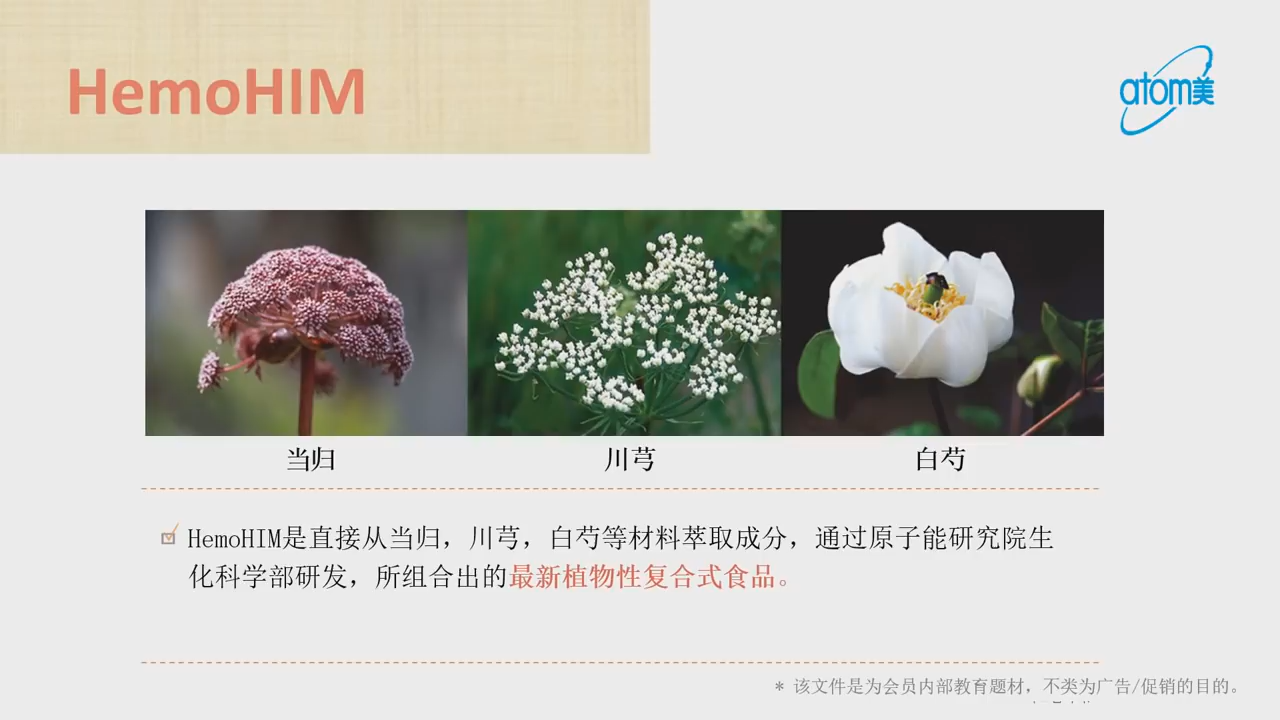 HemoHIM
atom美
当归
川芎
白芍
HemoHIM是直接从当归，川芎，白芍等材料萃取成分，通过原子能研究院生
化科学部研发，所组合出的最新植物性复合式食品。
* 该文件是为会员内部教育题材，不类为广告/促销的目的。